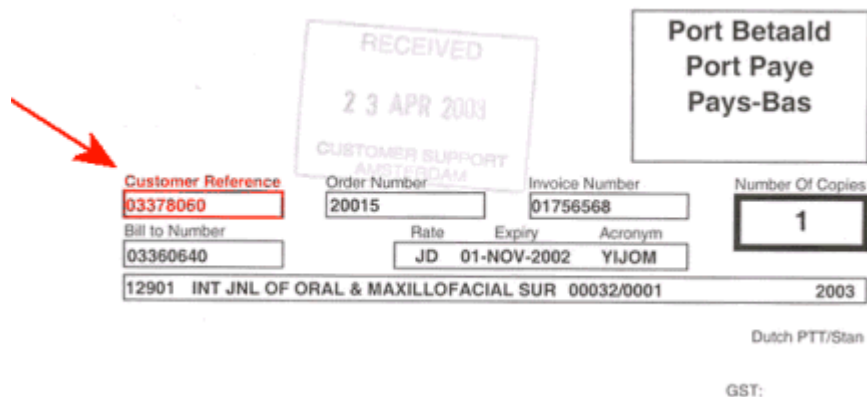 Port Betaald
Port Paye
Pays-Bas
RECEIVED
23 APR 2003
CUSTOMER SUPPORT
AMSTERDAM
Customer Reference Order Number Invoice Number Number Of Copies
03378060 20015 01756568 1
Bill to Number Rate Expiry Acronym
03360640 JD 01-NOV-2002 YIJOM
12901 INT JNL OF ORAL & MAXILLOFACIAL SUR 00032/0001 2003
Dutch PTT/Stan
GST: